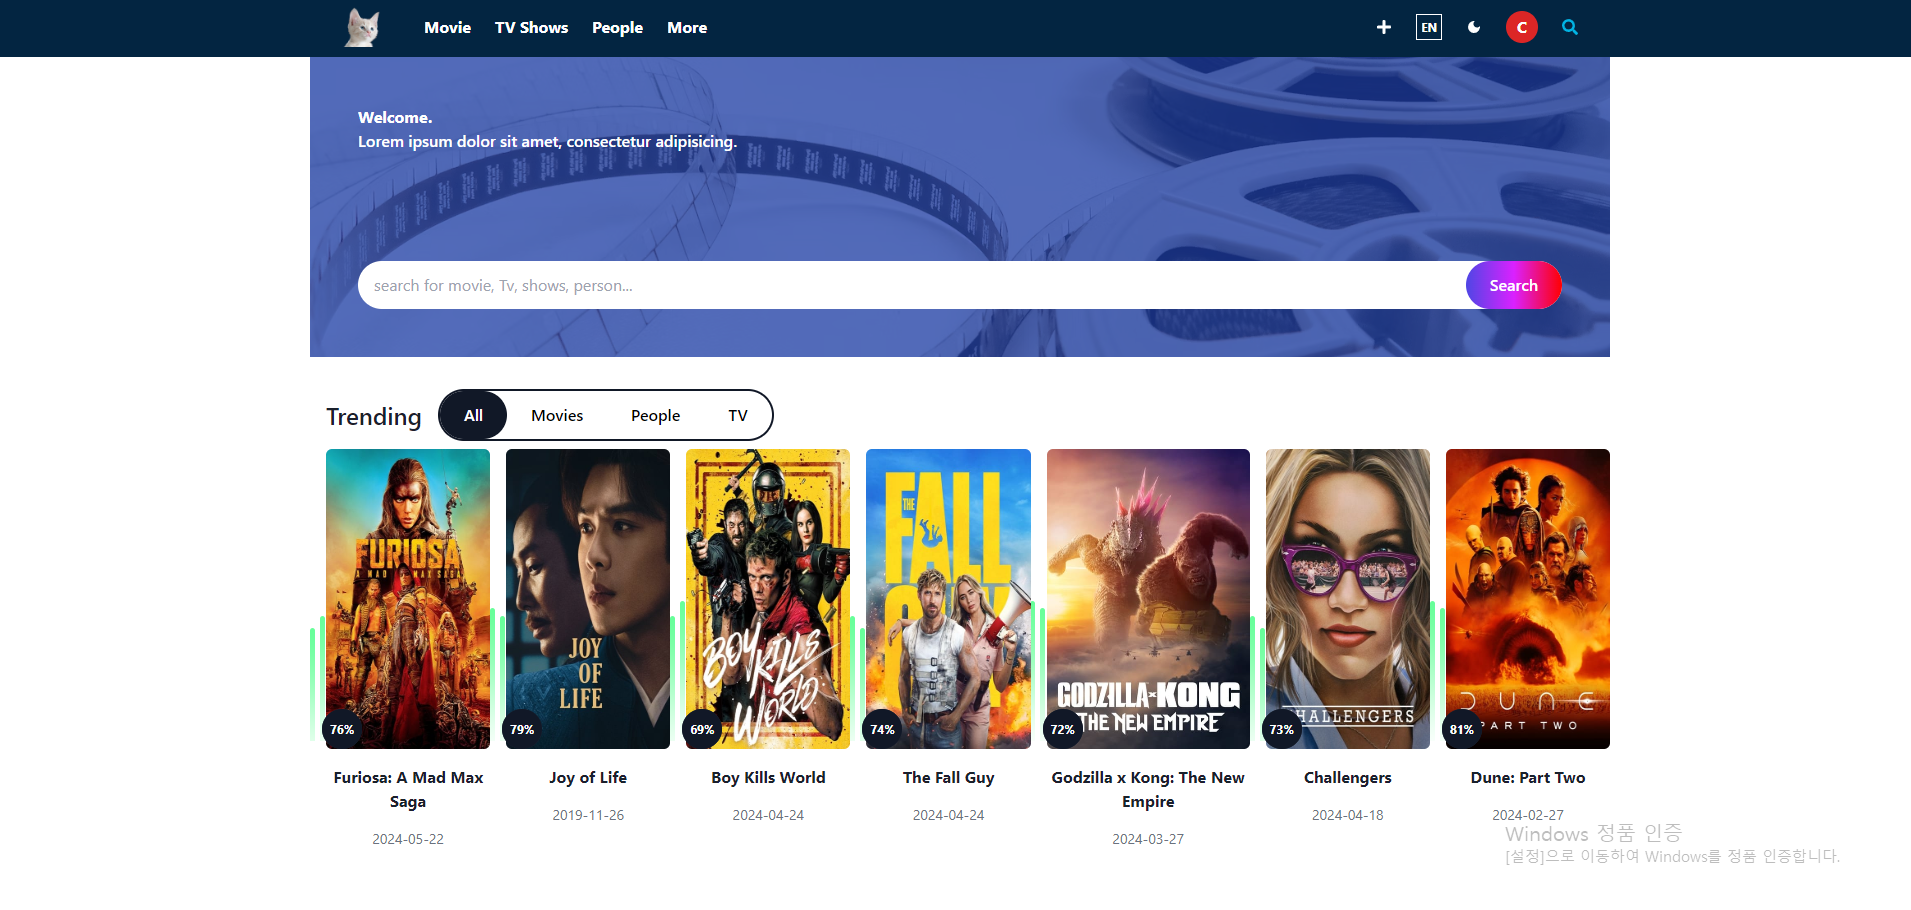 Movie TV Shows People More EN C
Welcome.
Lorem ipsum dolor sit amet, consectetur adipisicing.
search for movie, Tv, shows, person...
Search
Trending All Movies People TV
FURIOSA
A MAD MAX SAGA
76%
JOY
OF
LIFE
79%
BOY KILLS
WORLD
69%
THE
FALL
GUY
74%
GODZILLA x KONG
THE NEW EMPIRE
72%
CHALLENGERS
73%
DUNE
PART TWO
81%
Furiosa: A Mad Max
Saga
2024-05-22
Joy of Life
2019-11-26
Boy Kills World
2024-04-24
The Fall Guy
2024-04-24
Godzilla x Kong: The New
Empire
2024-03-27
Challengers
2024-04-18
Dune: Part Two
2024-02-27
Windows 정품 인증
[설정]으로 이동하여 Windows를 정품 인증합니다.